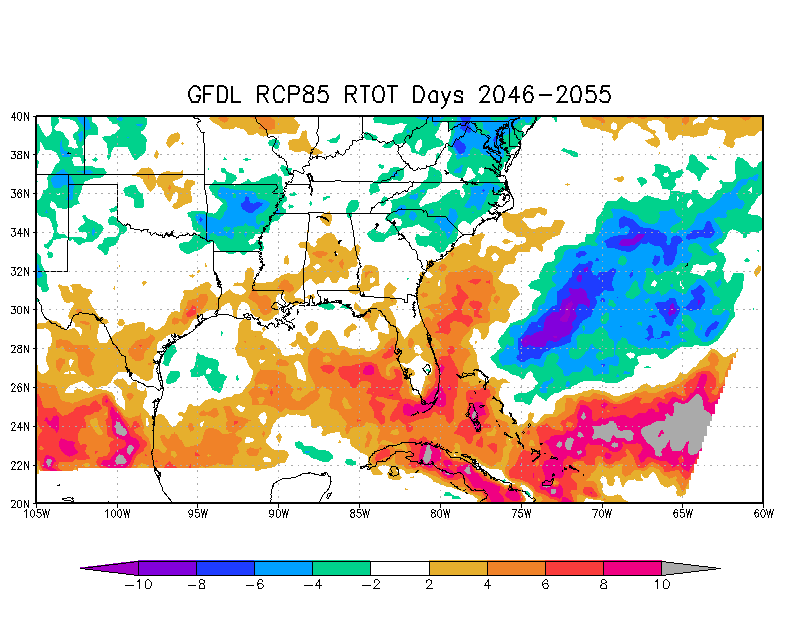 GFDL RCP85 RTOT Days 2046-2055
40N
38N
36N
34N
32N
30N
28N
26N
24N
22N
20N
105W 100W 95W 90W 85W 80W 75W 70W 65W 60W
-10 -8 -6 -4 -2 2 4 6 8 10